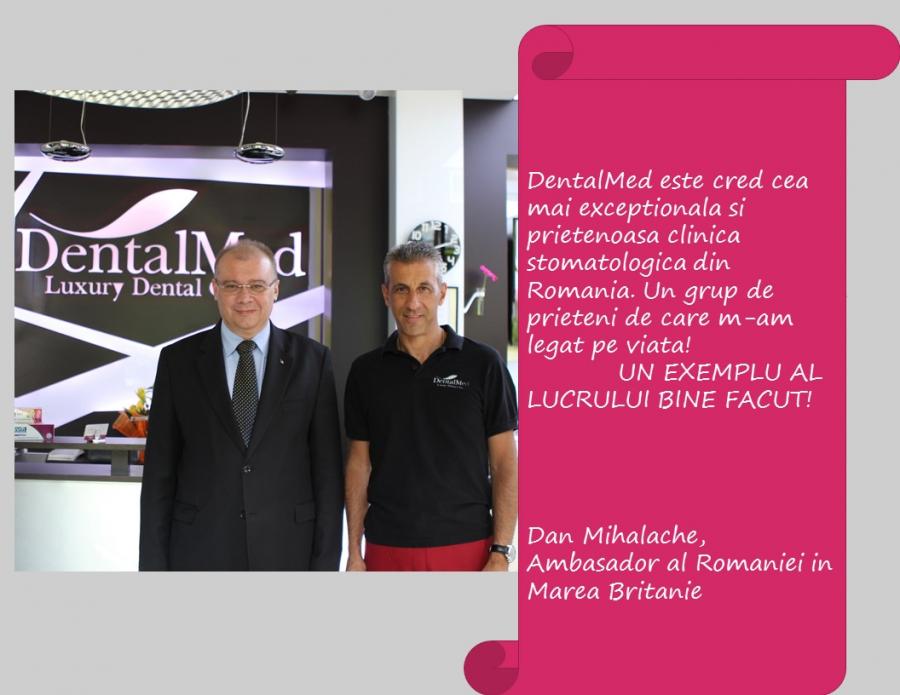 DentalMed
Luxury Dental
DentalMed
DentalMed este cred cea
mai exceptionala si
prietenoasa clinica
stomatologica din
Romania. Un grup de
prieteni de care m-am
legat pe viata!
UN EXEMPLU AL
LUCRULUI BINE FACUT!
Dan Mihalache,
Ambasador al Romaniei in
Marea Britanie